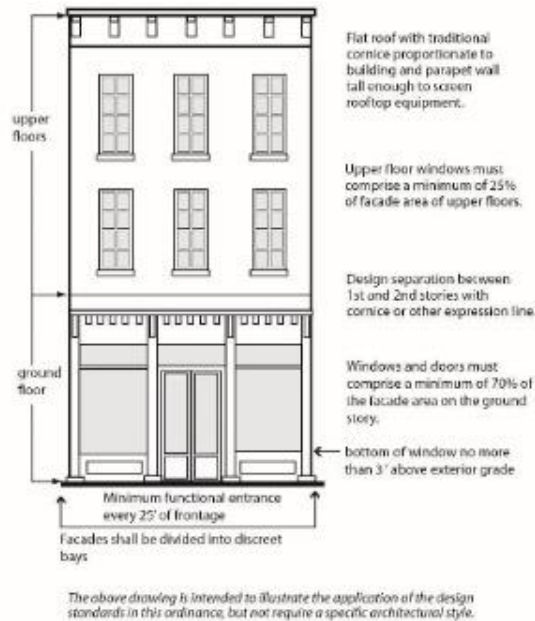 Flat roof with traditional
cornice proportionate to
building and parapet wall
tall enough to screen
rooftop equipment.
upper
floors
Upper floor windows must
comprise a minimum of 25%
of facade area of upper floors.
Design separation between
1st and 2nd stories with
cornice or other expression line
ground
floor
Windows and doors must
comprise a minimum of 70% of
the facade area on the ground
story.
bottom of window no more
than 3' above exterior grade
Minimum functional entrance
every 25' of frontage
Facades shall be divided into discreet
bays
The above drawing is intended to illustrate the application of the design
standards in this ordinance, but not require a specific architectural style.